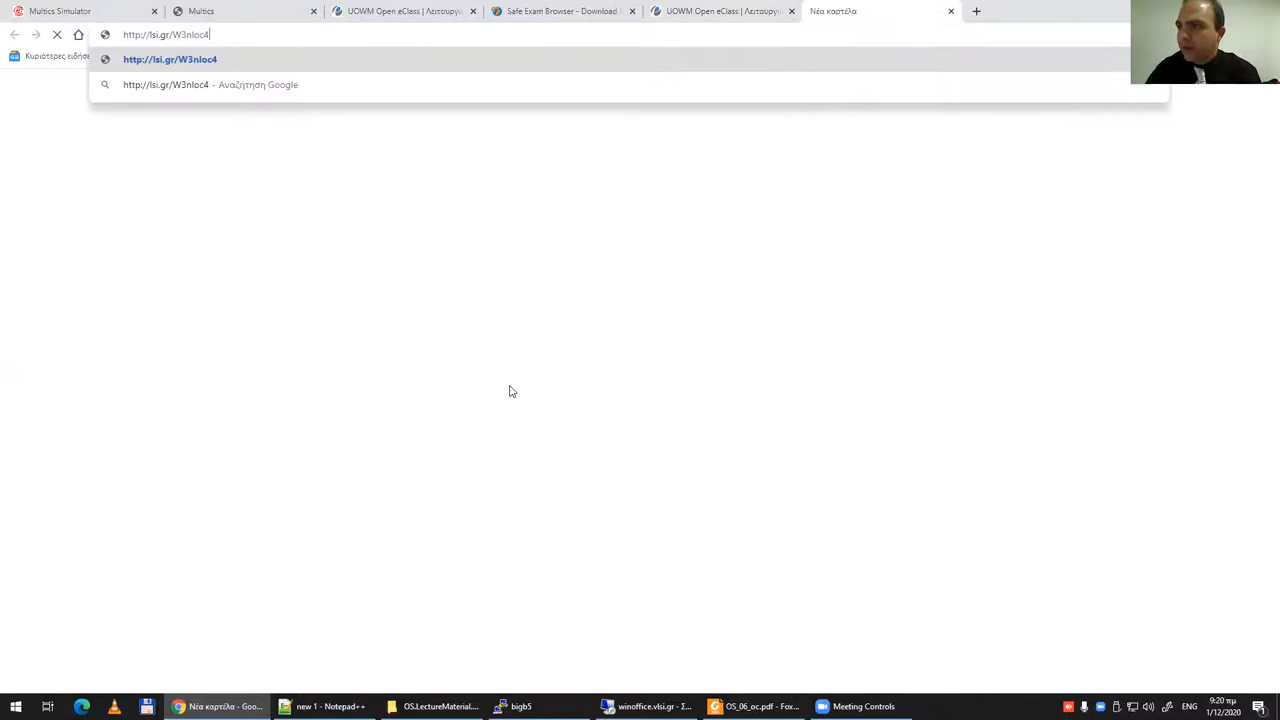 Multics Simulator
Multics
UOWM Open eClass | Λειτουργι
Safe Exam Browser - Download
UOWM Open eClass | Λειτουργι
Νέα καρτέλα
http://lsi.gr/W3nloc4
Κυριότερες ειδήσε
http://lsi.gr/W3nloc4
http://lsi.gr/W3nloc4 - Αναζήτηση Google
Νέα καρτέλα - Goo...
new 1 - Notepad++
OS.LectureMaterial....
bigb5
winoffice.vlsi.gr - Σ...
OS_06_oc.pdf - Fox...
Meeting Controls
ENG
9:20 πμ
1/12/2020